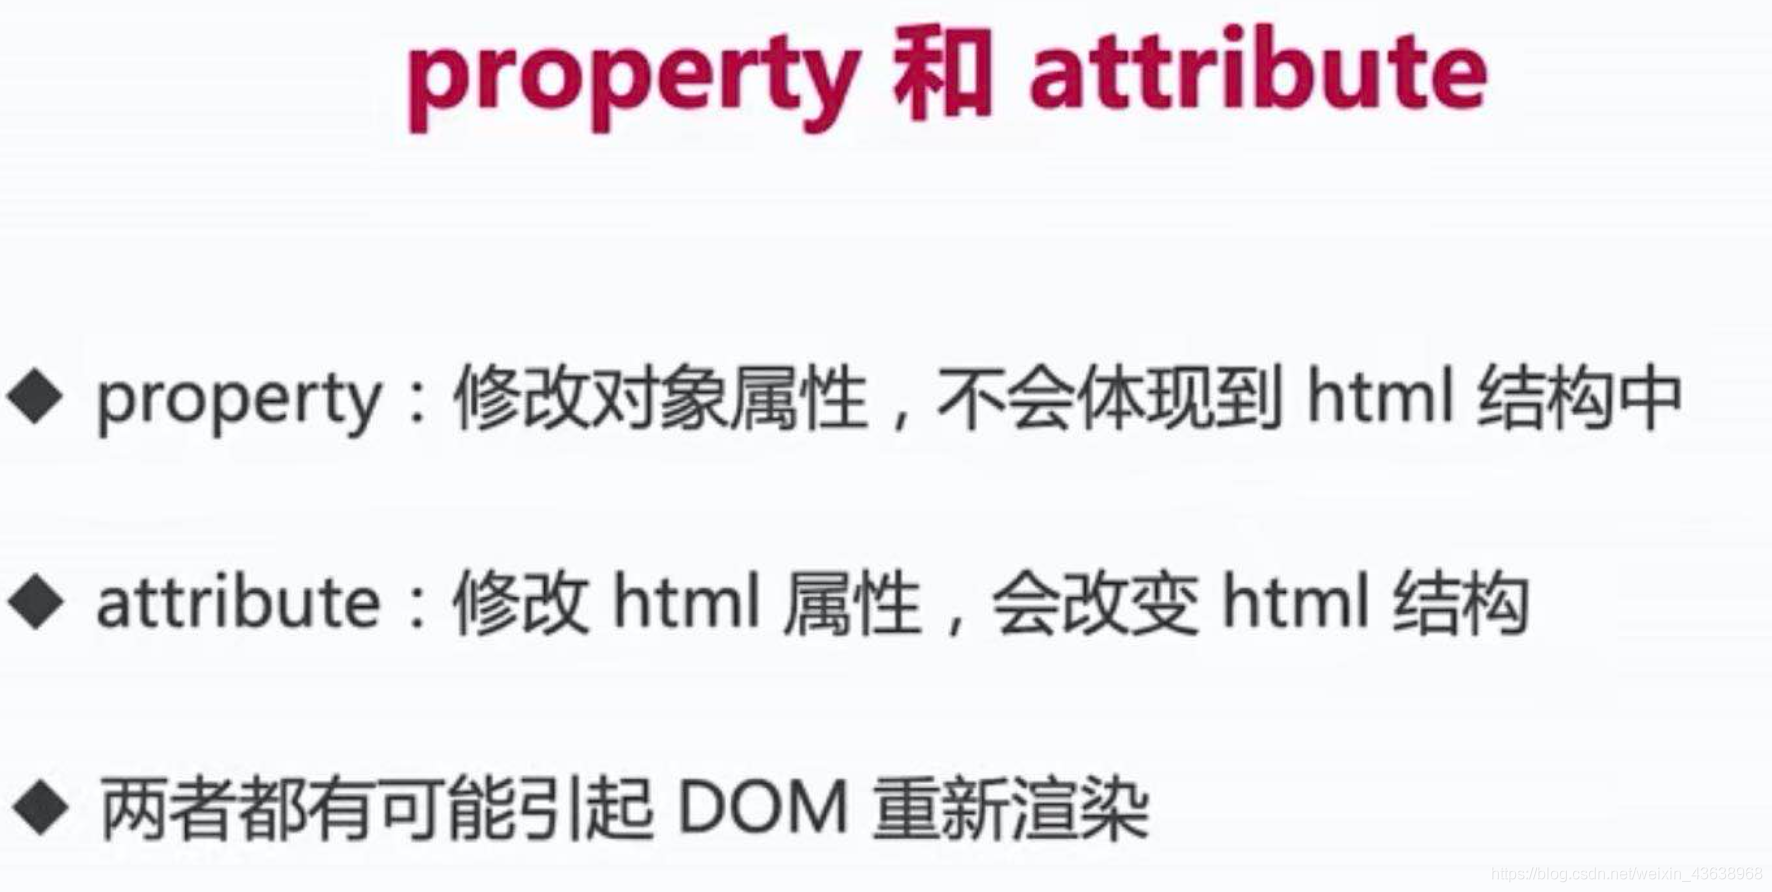 property 和 attribute
◆ property：修改对象属性，不会体现到 html 结构中
◆ attribute：修改 html 属性，会改变 html 结构
◆ 两者都有可能引起 DOM 重新渲染
https://blog.csdn.net/weixin_43638968